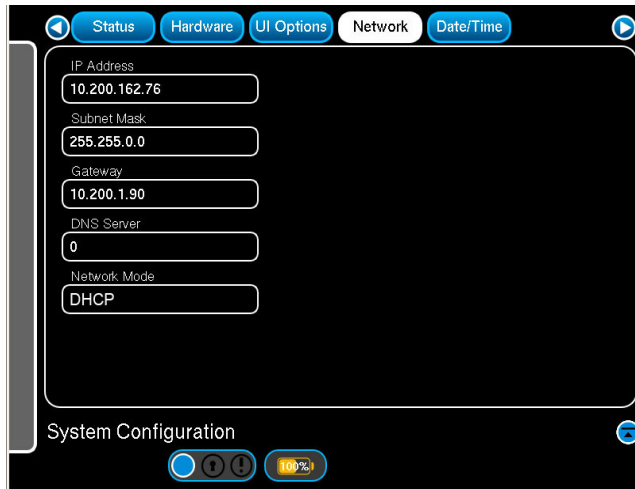 Status Hardware UI Options Network Date/Time
IP Address
10.200.162.76
Subnet Mask
255.255.0.0
Gateway
10.200.1.90
DNS Server
0
Network Mode
DHCP
System Configuration
100%